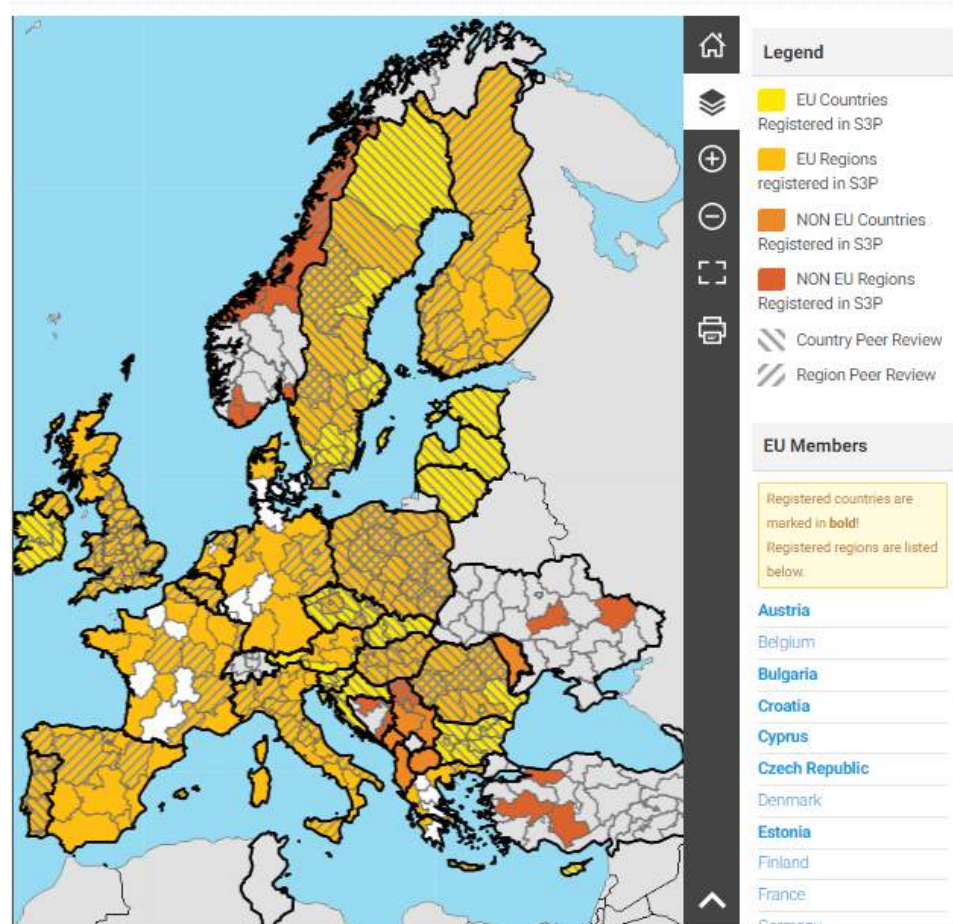 Legend
EU Countries
Registered in S3P
EU Regions
registered in S3P
NON EU Countries
Registered in S3P
NON EU Regions
Registered in S3P
Country Peer Review
Region Peer Review
EU Members
Registered countries are
marked in bold!
Registered regions are listed
below.
Austria
Belgium
Bulgaria
Croatia
Cyprus
Czech Republic
Denmark
Estonia
Finland
France
Germany